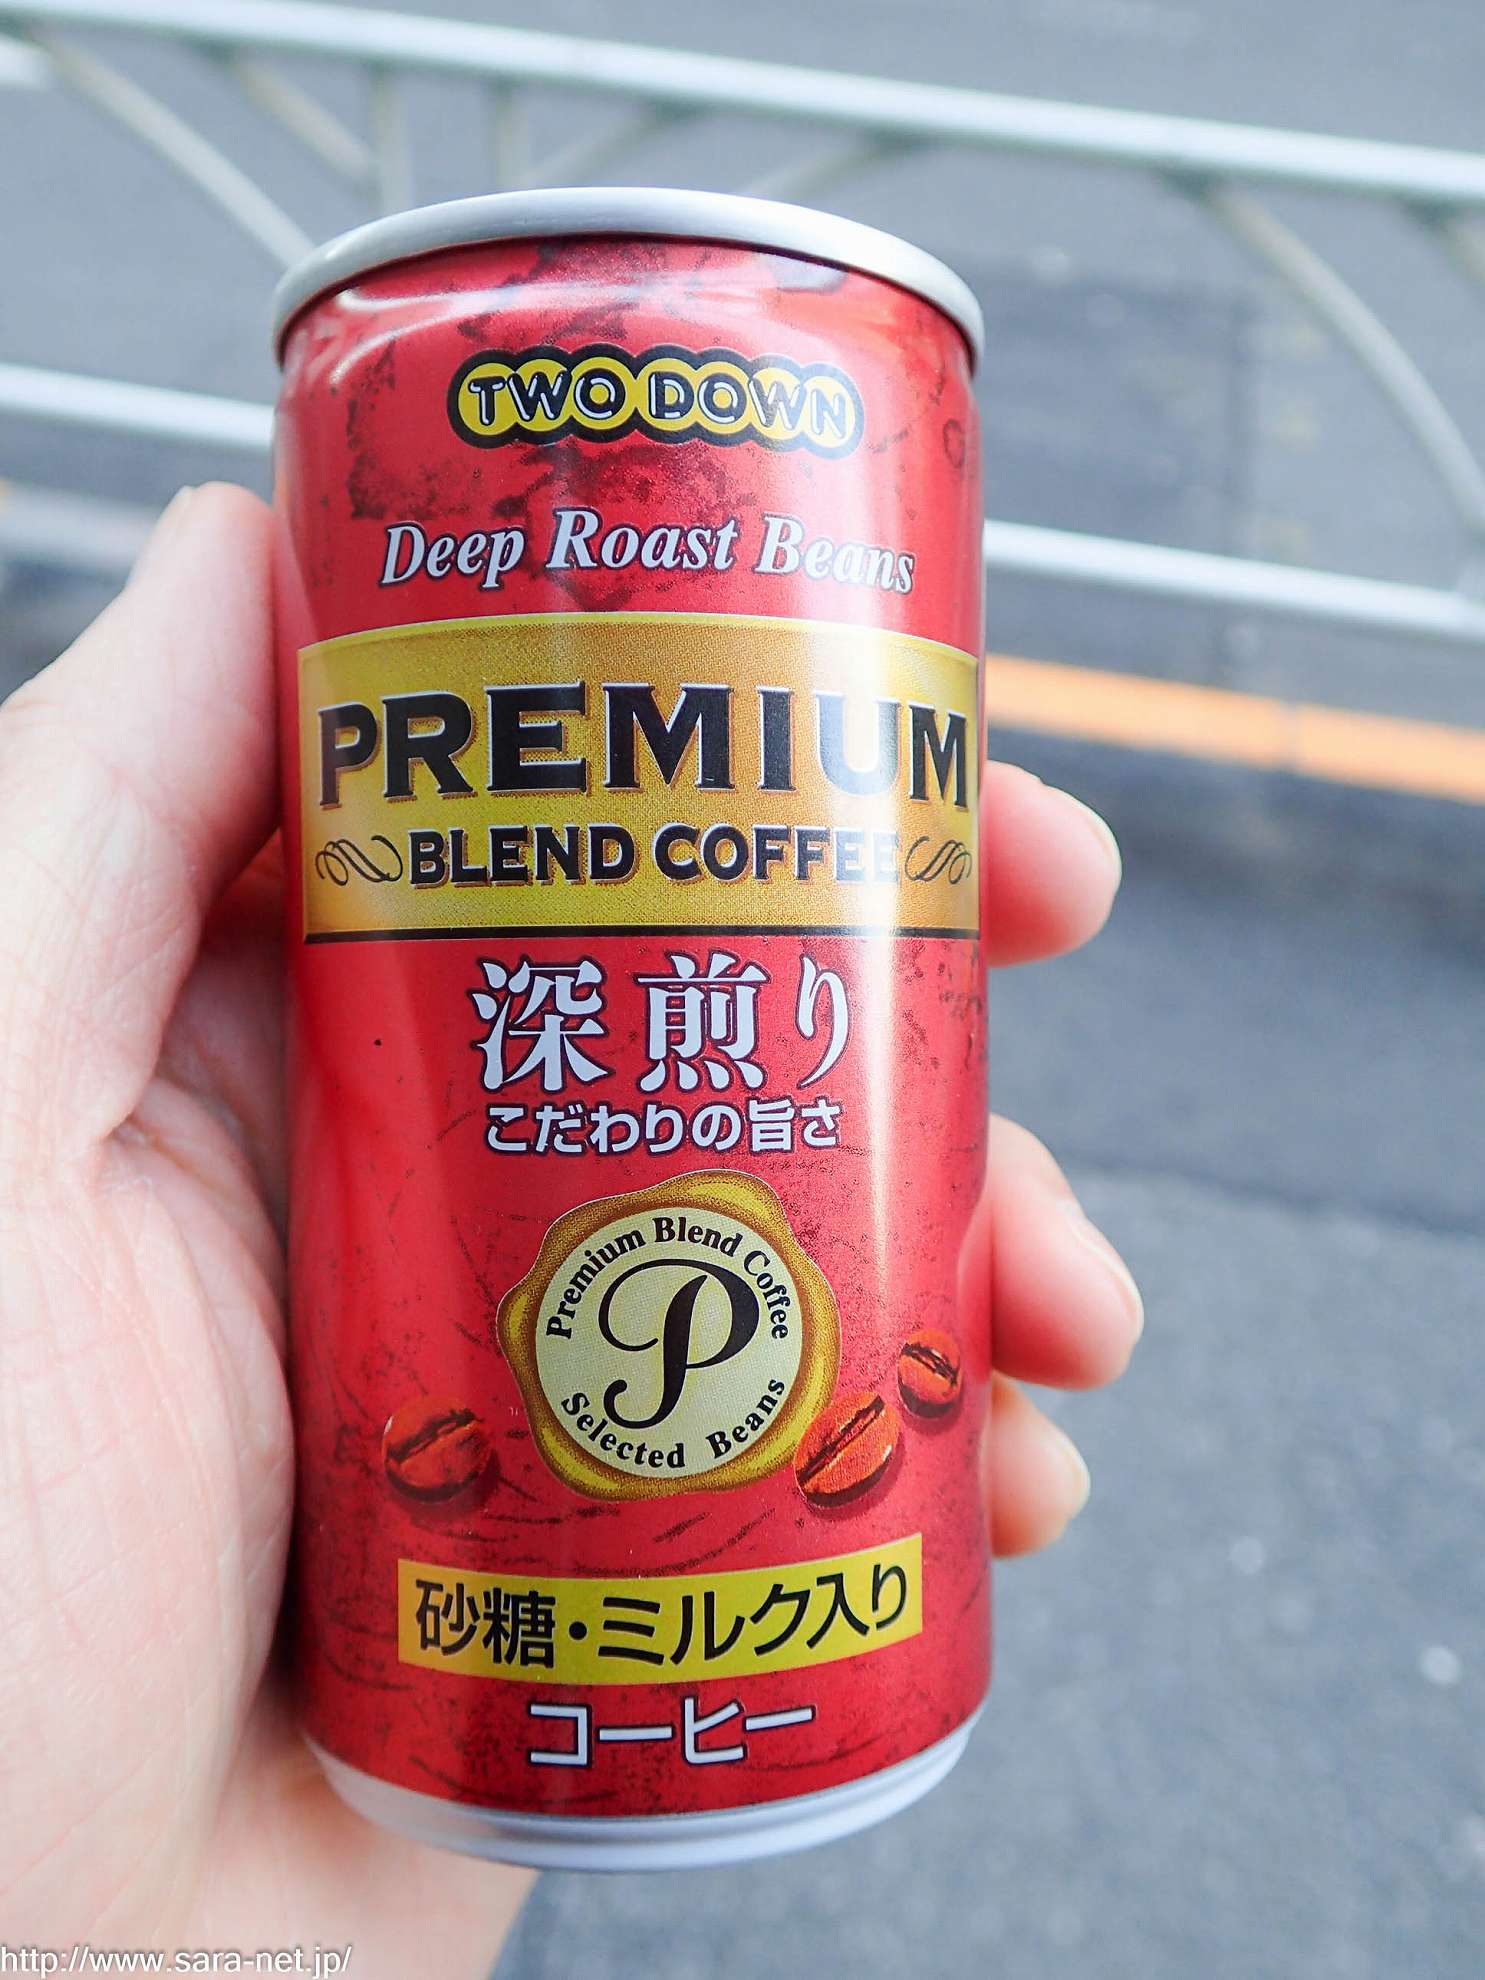 TWO DOWN
Deep Roast Beans
PREMIUM
BLEND COFFEE
深煎り
こだわりの旨さ
Premium Blend Coffee
P
Selected Beans
砂糖・ミルク入り
コーヒー
http://www.sara-net.jp/